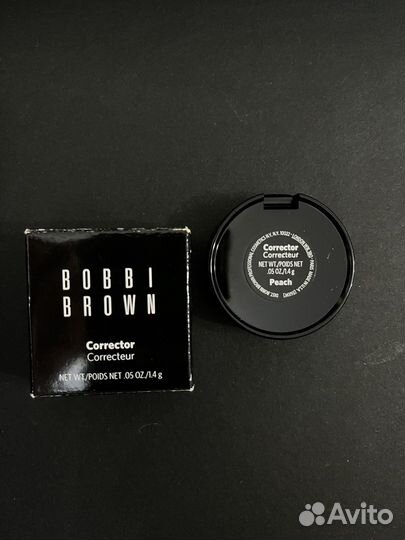 BOBBI
BROWN
Corrector
Correcteur
NET WT./POIDS NET .05 OZ./1.4 g
Corrector
Correcteur
NET WT./POIDS NET
.05 OZ./1.4 g
Peach
Avito